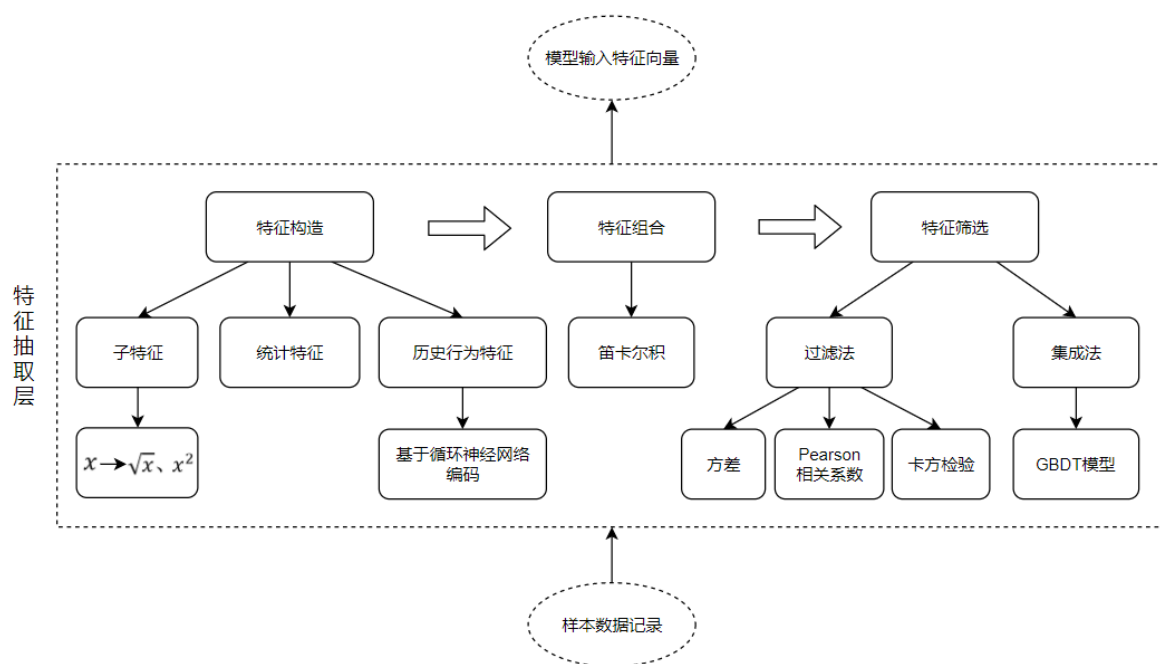 模型输入特征向量
特征构造
特征组合
特征筛选
特征抽取层
子特征
统计特征
历史行为特征
笛卡尔积
过滤法
集成法
x→√x、x²
基于循环神经网络
编码
方差
Pearson
相关系数
卡方检验
GBDT模型
样本数据记录